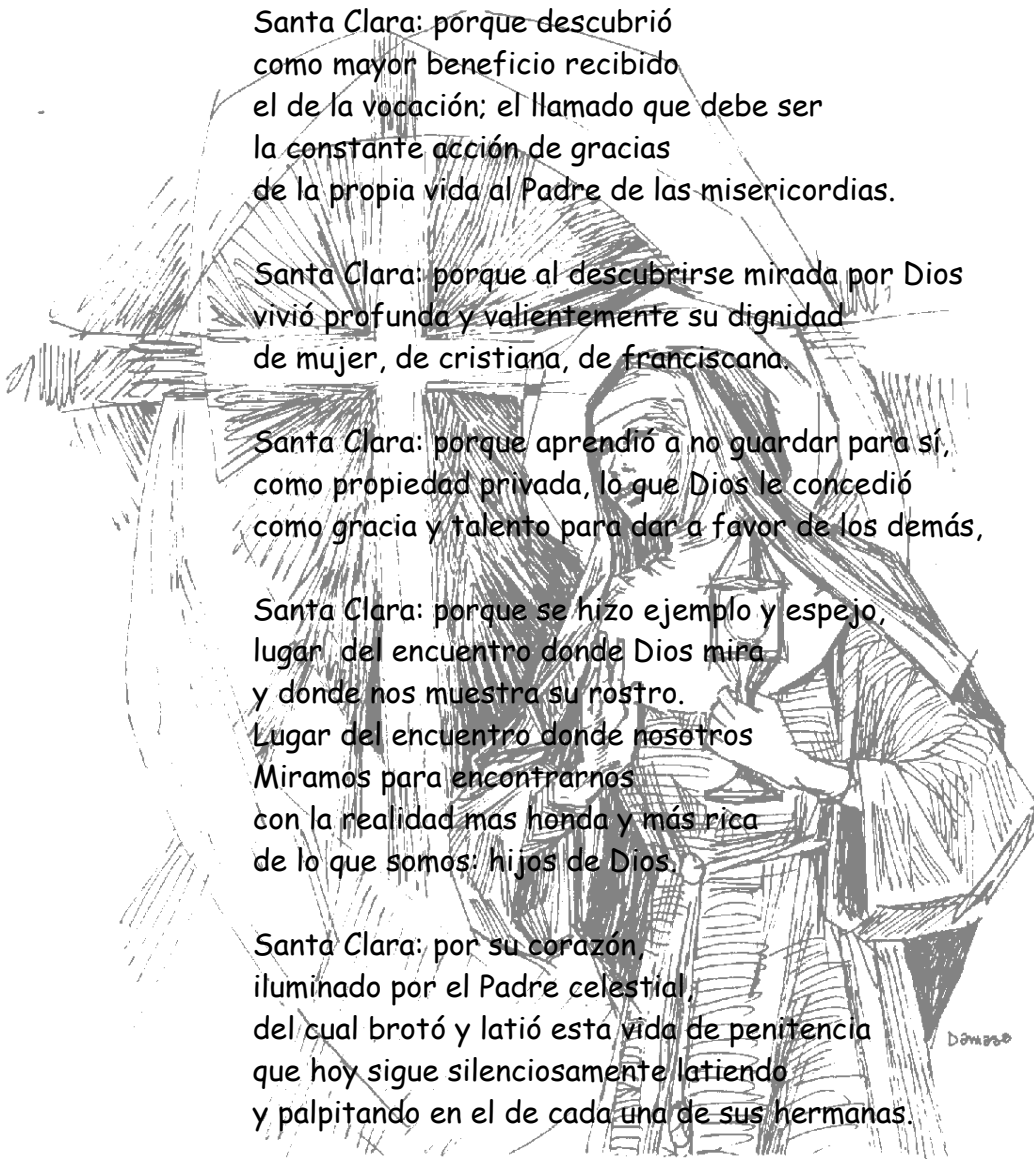 Santa Clara: porque descubrió
como mayor beneficio recibido
el de la vocación; el llamado que debe ser
la constante acción de gracias
de la propia vida al Padre de las misericordias.
Santa Clara: porque al descubrirse mirada por Dios
vivió profunda y valientemente su dignidad
de mujer, de cristiana, de franciscana.
Santa Clara: porque aprendió a no guardar para sí,
como propiedad privada, lo que Dios le concedió
como gracia y talento para dar a favor de los demás,
Santa Clara: porque se hizo ejemplo y espejo,
lugar del encuentro donde Dios mira
y donde nos muestra su rostro.
Lugar del encuentro donde nosotros
Miramos para encontrarnos
con la realidad mas honda y más rica
de lo que somos: hijos de Dios.
Santa Clara: por su corazón,
iluminado por el Padre celestial,
del cual brotó y latió esta vida de penitencia
que hoy sigue silenciosamente latiendo
y palpitando en el de cada una de sus hermanas.
Damaso